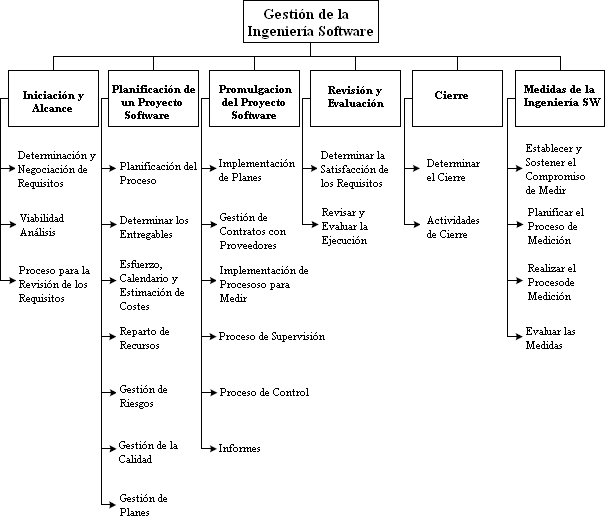 Gestión de la
Ingeniería Software
Iniciación y
Alcance
Determinación y
Negociación de
Requisitos
Viabilidad
Análisis
Proceso para la
Revisión de los
Requisitos
Planificación de
un Proyecto
Software
Planificación del
Proceso
Determinar los
Entregables
Esfuerzo,
Calendario y
Estimación de
Costes
Reparto de
Recursos
Gestión de
Riesgos
Gestión de la
Calidad
Gestión de
Planes
Promulgacion
del Proyecto
Software
Implementación
de Planes
Gestión de
Contratos con
Proveedores
Implementación de
Procesoso para
Medir
Proceso de Supervisión
Proceso de Control
Informes
Revisión y
Evaluación
Determinar la
Satisfacción de
los Requisitos
Revisar y
Evaluar la
Ejecución
Cierre
Determinar
el Cierre
Actividades
de Cierre
Medidas de la
Ingeniería SW
Establecer y
Sostener el
Compromiso
de Medir
Planificar el
Proceso de
Medición
Realizar el
Procesode
Medición
Evaluar las
Medidas